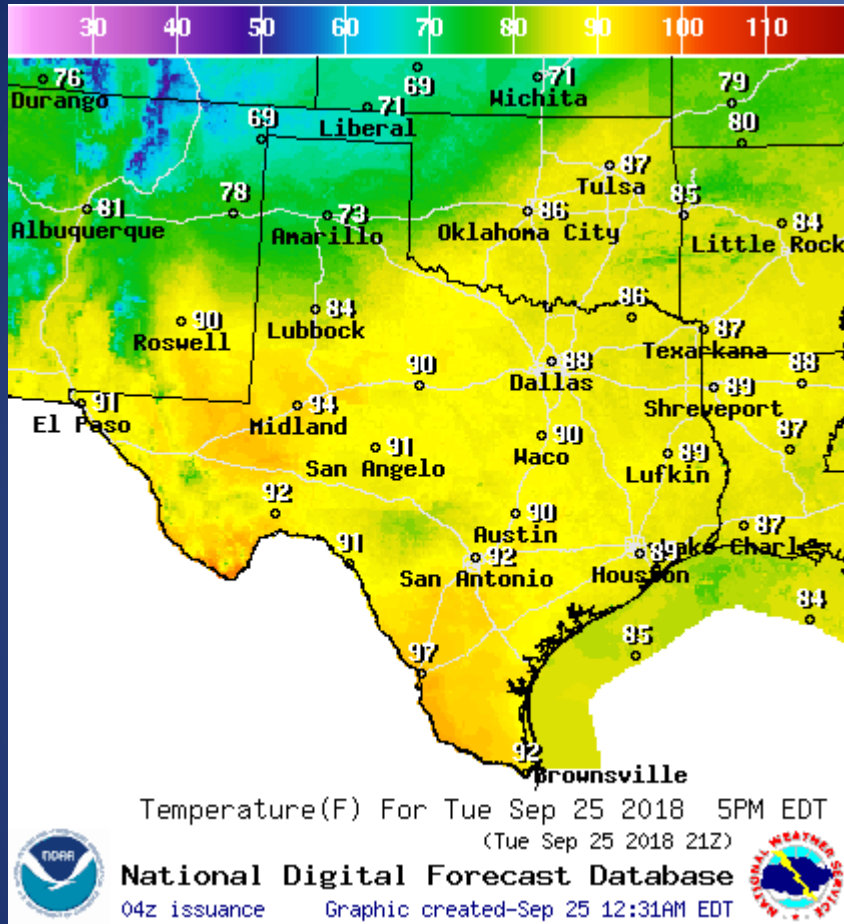 30 40 50 60 70 80 90 100 110
76
Durango
69
71
Wichita
79
71
Liberal
69
80
87
Tulsa
81
Albuquerque
78
73
Amarillo
86
Oklahoma City
85
84
Little Rock
90
Roswell
84
Lubbock
86
87
Texarkana
90
88
Dallas
89
Shreveport
88
91
El Paso
94
Midland
91
San Angelo
90
Waco
89
Lufkin
87
92
90
Austin
87
Lake Charles
91
92
San Antonio
89
Houston
84
85
97
92
Brownsville
Temperature(F) For Tue Sep 25 2018 5PM EDT
(Tue Sep 25 2018 21Z)
NOAA
National Digital Forecast Database
04z issuance Graphic created-Sep 25 12:31AM EDT
NATIONAL WEATHER SERVICE